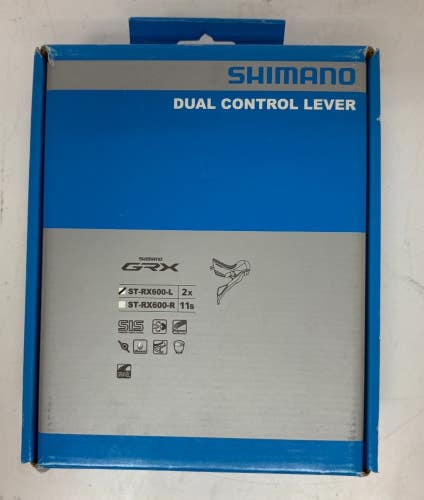 SHIMANO
DUAL CONTROL LEVER
SHIMANO
GRX
ST-RX600-L 2x
ST-RX600-R 11s
SIS